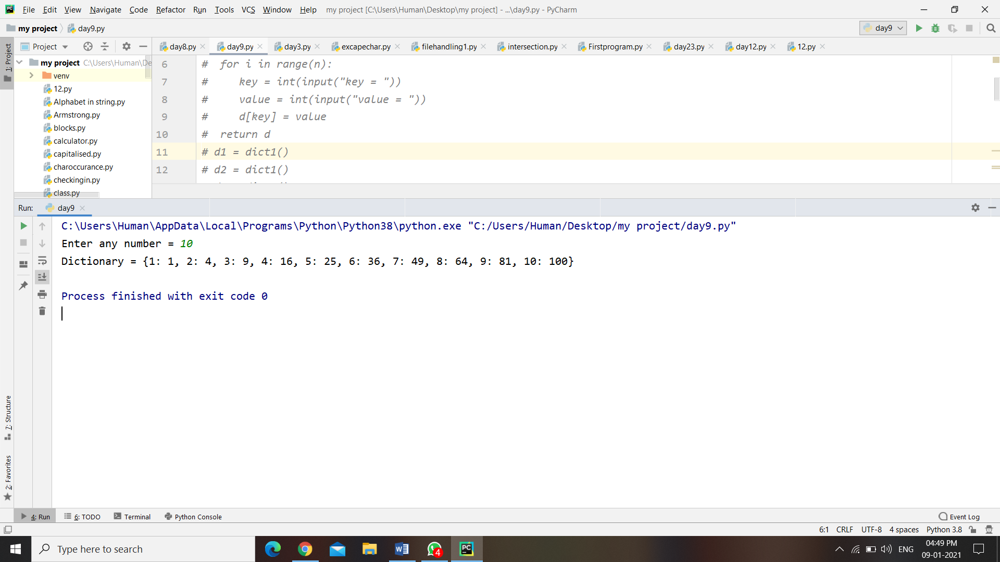 File Edit View Navigate Code Refactor Run Tools VCS Window Help my project [C:\Users\Human\Desktop\my project] - ...\day9.py - PyCharm
my project day9.py day9
1: Project
Project day8.py day9.py day3.py excapechar.py filehandling1.py intersection.py Firstprogram.py day23.py day12.py 12.py
my project C:\Users\Human\De
venv
12.py
Alphabet in string.py
Armstrong.py
blocks.py
calculator.py
capitalised.py
charoccurance.py
checkingin.py
class.py
6 # for i in range(n):
7 # key = int(input("key = "))
8 # value = int(input("value = "))
9 # d[key] = value
10 # return d
11 # d1 = dict1()
12 # d2 = dict1()
Run: day9
C:\Users\Human\AppData\Local\Programs\Python\Python38\python.exe "C:/Users/Human/Desktop/my project/day9.py"
Enter any number = 10
Dictionary = {1: 1, 2: 4, 3: 9, 4: 16, 5: 25, 6: 36, 7: 49, 8: 64, 9: 81, 10: 100}
Process finished with exit code 0
7: Structure
2: Favorites
4: Run 6: TODO Terminal Python Console Event Log
6:1 CRLF UTF-8 4 spaces Python 3.8
Type here to search
4
PC
ENG
04:49 PM
09-01-2021